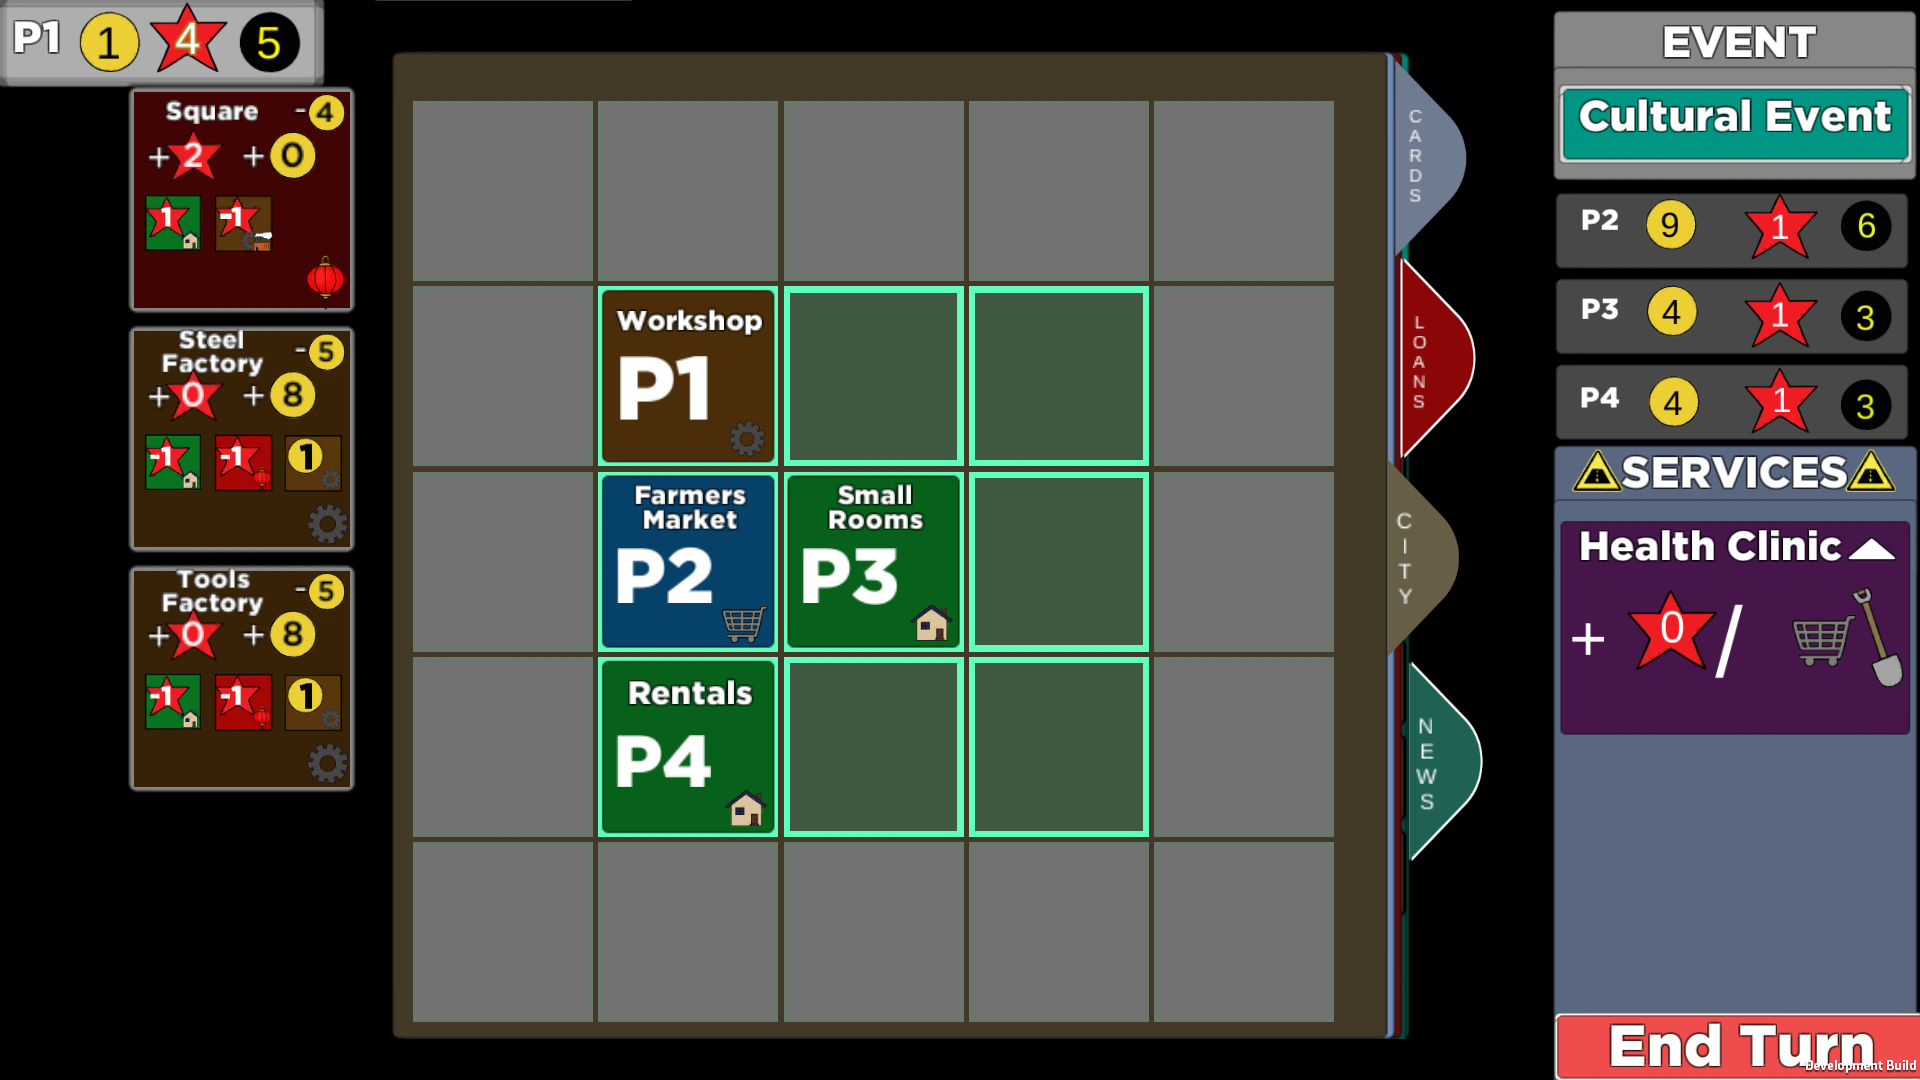 P1 1 4 5
Square -4
+2 +0
1 -1
Steel
Factory -5
+0 +8
-1 -1 1
Tools
Factory -5
+0 +8
-1 -1 1
Workshop
P1
Farmers
Market
P2
Small
Rooms
P3
Rentals
P4
CARDS
LOANS
CITY
NEWS
EVENT
Cultural Event
P2 9 1 6
P3 4 1 3
P4 4 1 3
SERVICES
Health Clinic
+ 0 /
End Turn
Development Build